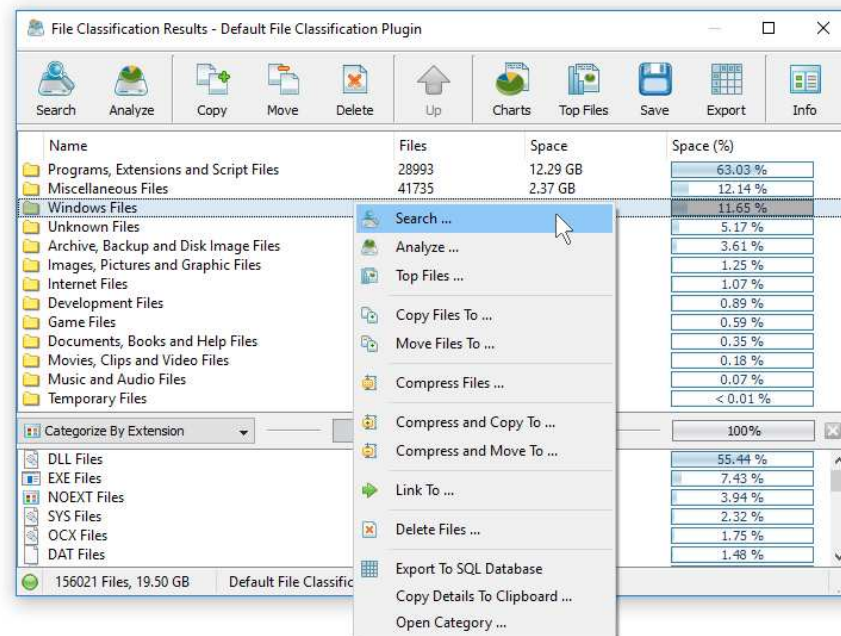 File Classification Results - Default File Classification Plugin
Search Analyze Copy Move Delete Up Charts Top Files Save Export Info
Name Files Space Space (%)
Programs, Extensions and Script Files 28993 12.29 GB 63.03 %
Miscellaneous Files 41735 2.37 GB 12.14 %
Windows Files 11.65 %
Unknown Files 5.17 %
Archive, Backup and Disk Image Files 3.61 %
Images, Pictures and Graphic Files 1.25 %
Internet Files 1.07 %
Development Files 0.89 %
Game Files 0.59 %
Documents, Books and Help Files 0.35 %
Movies, Clips and Video Files 0.18 %
Music and Audio Files 0.07 %
Temporary Files < 0.01 %
Search ...
Analyze ...
Top Files ...
Copy Files To ...
Move Files To ...
Compress Files ...
Compress and Copy To ...
Compress and Move To ...
Link To ...
Delete Files ...
Export To SQL Database
Copy Details To Clipboard ...
Open Category ...
Categorize By Extension 100%
DLL Files 55.44 %
EXE Files 7.43 %
NOEXT Files 3.94 %
SYS Files 2.32 %
OCX Files 1.75 %
DAT Files 1.48 %
156021 Files, 19.50 GB Default File Classific